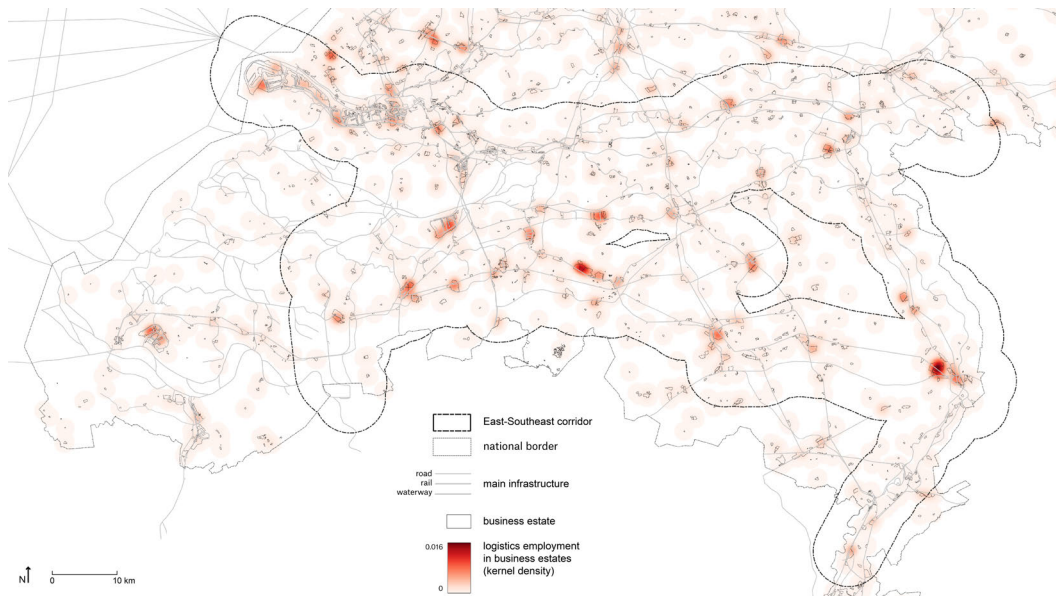 East-Southeast corridor
national border
road
rail
waterway
main infrastructure
business estate
0.016
0
logistics employment
in business estates
(kernel density)
N
0
10 km